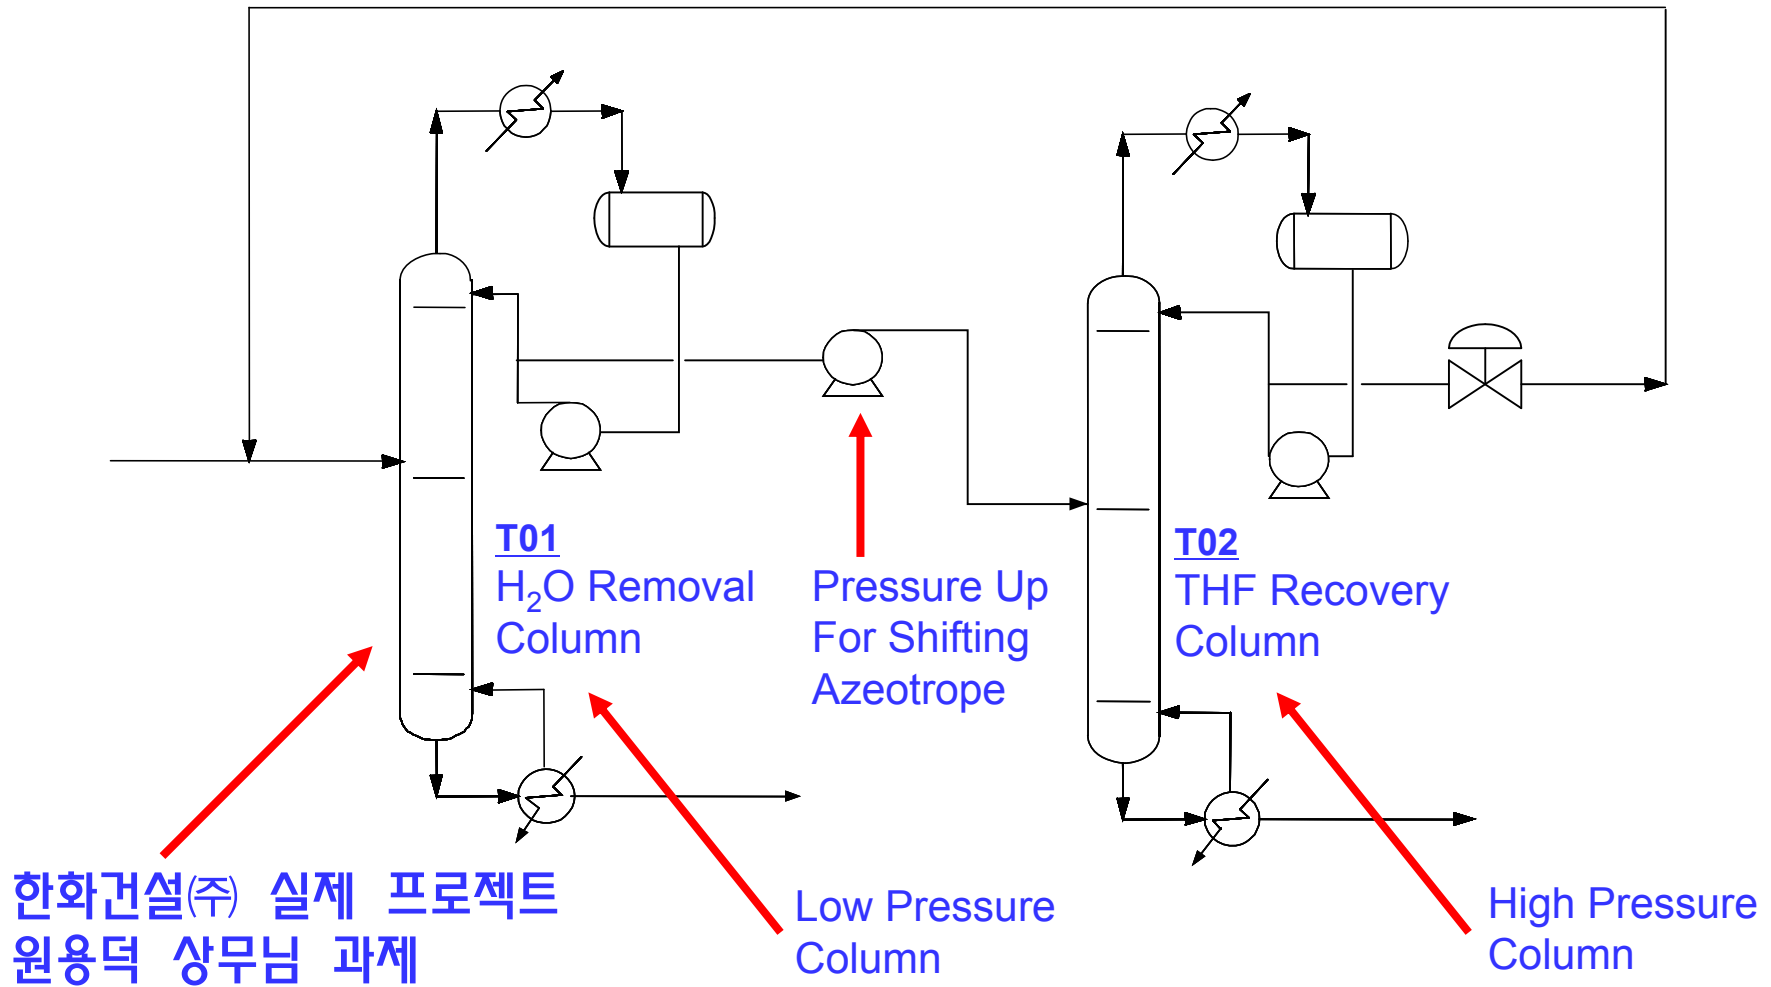 T01
H₂O Removal
Column
Pressure Up
For Shifting
Azeotrope
T02
THF Recovery
Column
한화건설㈜ 실제 프로젝트
원용덕 상무님 과제
Low Pressure
Column
High Pressure
Column